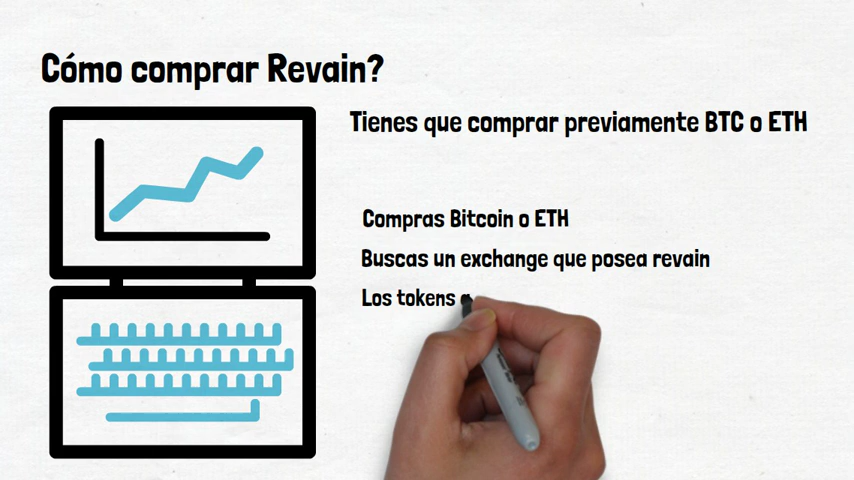 Cómo comprar Revain?
Tienes que comprar previamente BTC o ETH
Compras Bitcoin o ETH
Buscas un exchange que posea revain
Los tokens